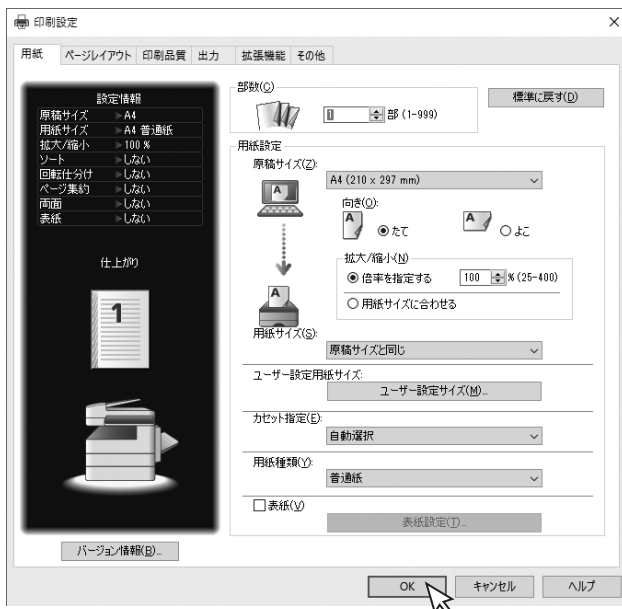 印刷設定
用紙 ページレイアウト 印刷品質 出力 拡張機能 その他
設定情報
原稿サイズ A4
用紙サイズ A4 普通紙
拡大/縮小 100 %
ソート しない
回転仕分け しない
ページ集約 しない
両面 しない
表紙 しない
仕上がり
1
バージョン情報(B)...
部数(C)
1 部 (1-999)
標準に戻す(D)
用紙設定
原稿サイズ(Z):
A4 (210 x 297 mm)
向き(O):
A たて A よこ
拡大/縮小(N)
倍率を指定する 100 % (25-400)
用紙サイズに合わせる
A
A
用紙サイズ(S):
原稿サイズと同じ
ユーザー設定用紙サイズ:
ユーザー設定サイズ(M)...
カセット指定(E):
自動選択
用紙種類(Y):
普通紙
表紙(V)
表紙設定(T)...
OK キャンセル ヘルプ